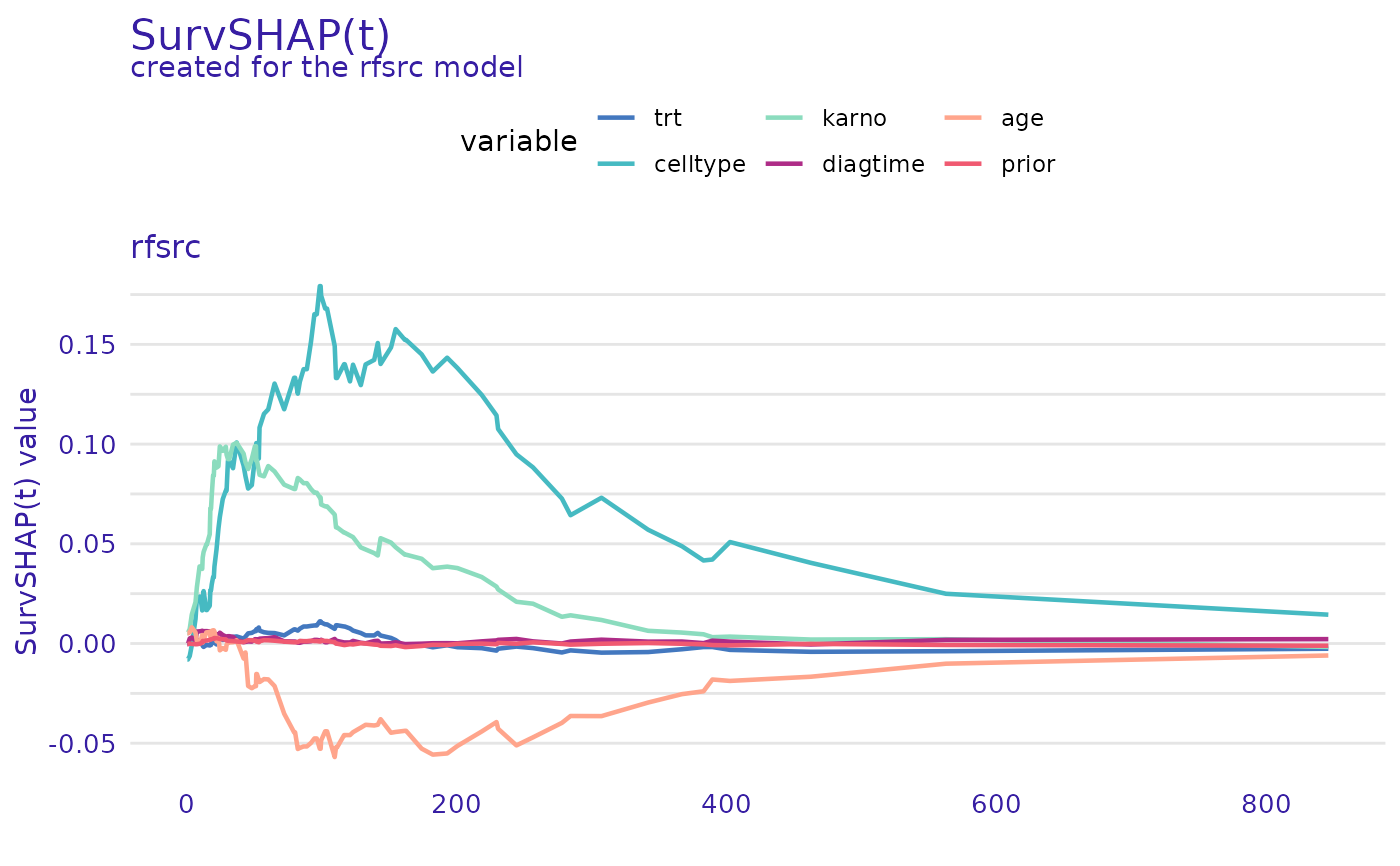 SurvSHAP(t)
created for the rfsrc model
variable
trt karno age
celltype diagtime prior
rfsrc
SurvSHAP(t) value
0.15
0.10
0.05
0.00
-0.05
0 200 400 600 800